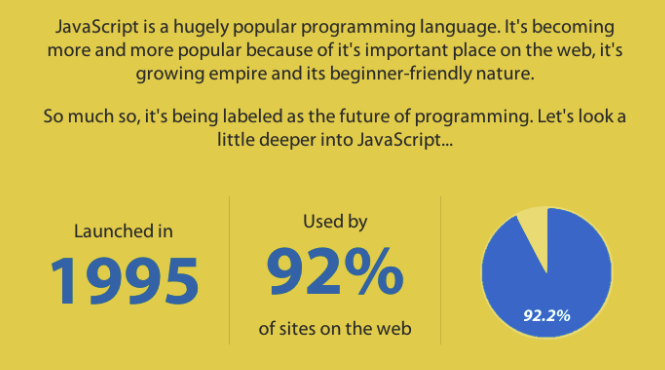 JavaScript is a hugely popular programming language. It's becoming
more and more popular because of it's important place on the web, it's
growing empire and its beginner-friendly nature.
So much so, it's being labeled as the future of programming. Let's look a
little deeper into JavaScript...
Launched in
1995
Used by
92%
of sites on the web
92.2%